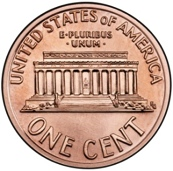 UNITED STATES OF AMERICA
E·PLURIBUS
·UNUM·
ONE CENT